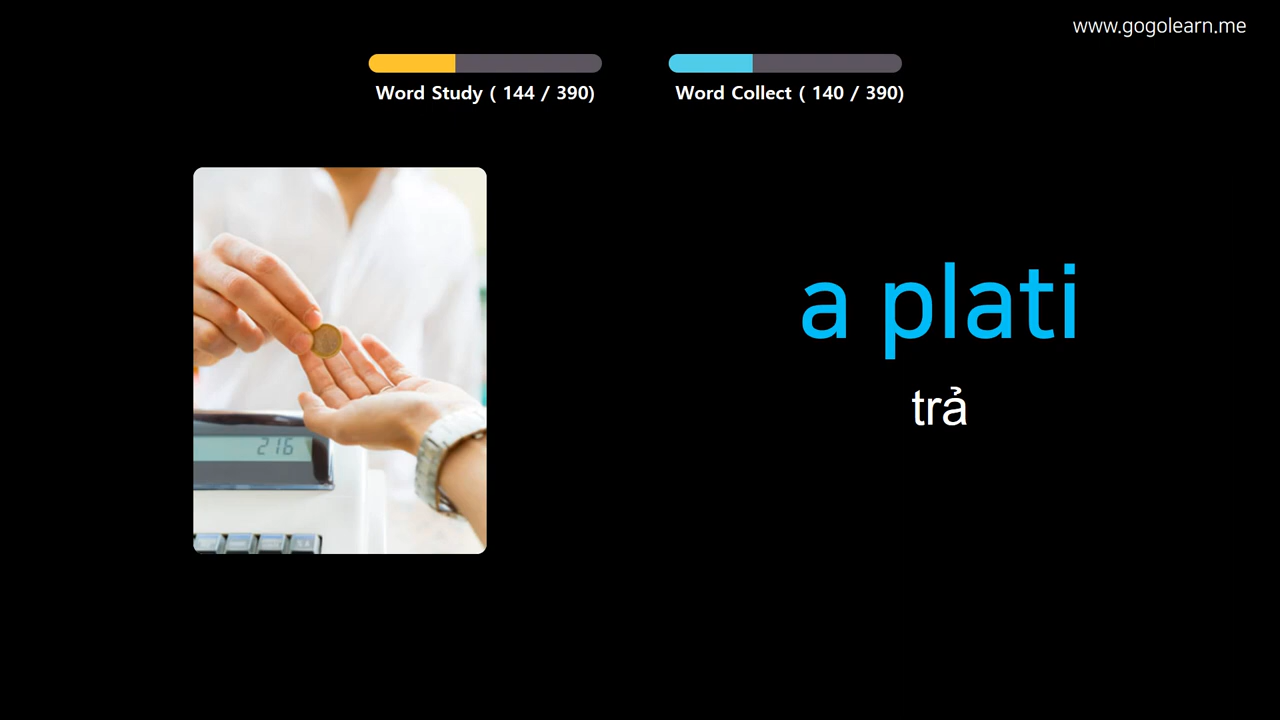 www.gogolearn.me
Word Study ( 144 / 390)
Word Collect ( 140 / 390)
a plati
trả
216